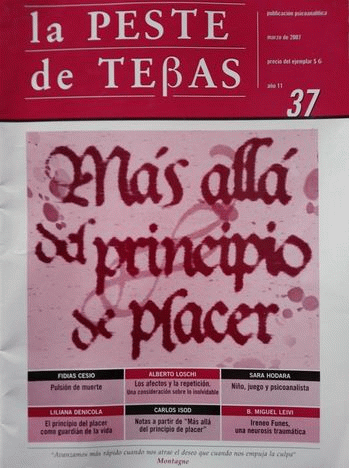 la PESTE
de TEβAS
publicación psicoanalítica
marzo de 2007
precio del ejemplar $ 6
año 11
37
Más allá
del principio
de placer
FIDIAS CESIO
Pulsión de muerte
ALBERTO LOSCHI
Los afectos y la repetición,
Una consideración sobre lo inolvidable
SARA HODARA
Niño, juego y psicoanalista
LILIANA DENICOLA
El principio del placer
como guardián de la vida
CARLOS ISOD
Notas a partir de "Más allá
del principio de placer"
B. MIGUEL LEIVI
Ireneo Funes,
una neurosis traumática
"Avanzamos más rápido cuando nos atrae el deseo que cuando nos empuja la culpa"
Montagne